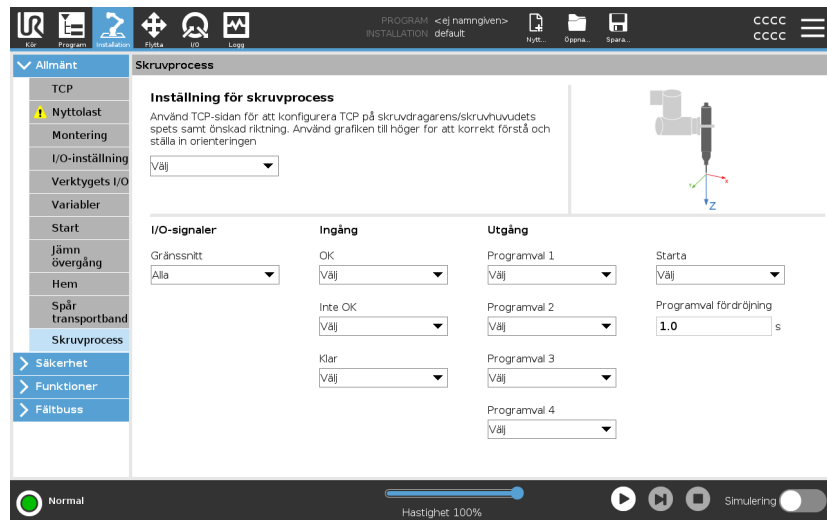 PROGRAM <ej namngiven>
INSTALLATION default
cccc
cccc
Kör
Program
Installation
Flytta
I/O
Logg
Nytt...
Öppna...
Spara...
Allmänt
TCP
Nyttolast
Montering
I/O-inställning
Verktygets I/O
Variabler
Start
Jämn
övergång
Hem
Spår
transportband
Skruvprocess
Säkerhet
Funktioner
Fältbuss
Skruvprocess
Inställning för skruvprocess
Använd TCP-sidan för att konfigurera TCP på skruvdragarens/skruvhuvudets
spets samt önskad riktning. Använd grafiken till höger for att korrekt förstå och
ställa in orienteringen
Välj
Y
X
Z
I/O-signaler
Gränssnitt
Alla
Ingång
OK
Välj
Inte OK
Välj
Klar
Välj
Utgång
Programval 1
Välj
Programval 2
Välj
Programval 3
Välj
Programval 4
Välj
Starta
Välj
Programval fördröjning
1.0 s
Normal
Hastighet 100%
Simulering